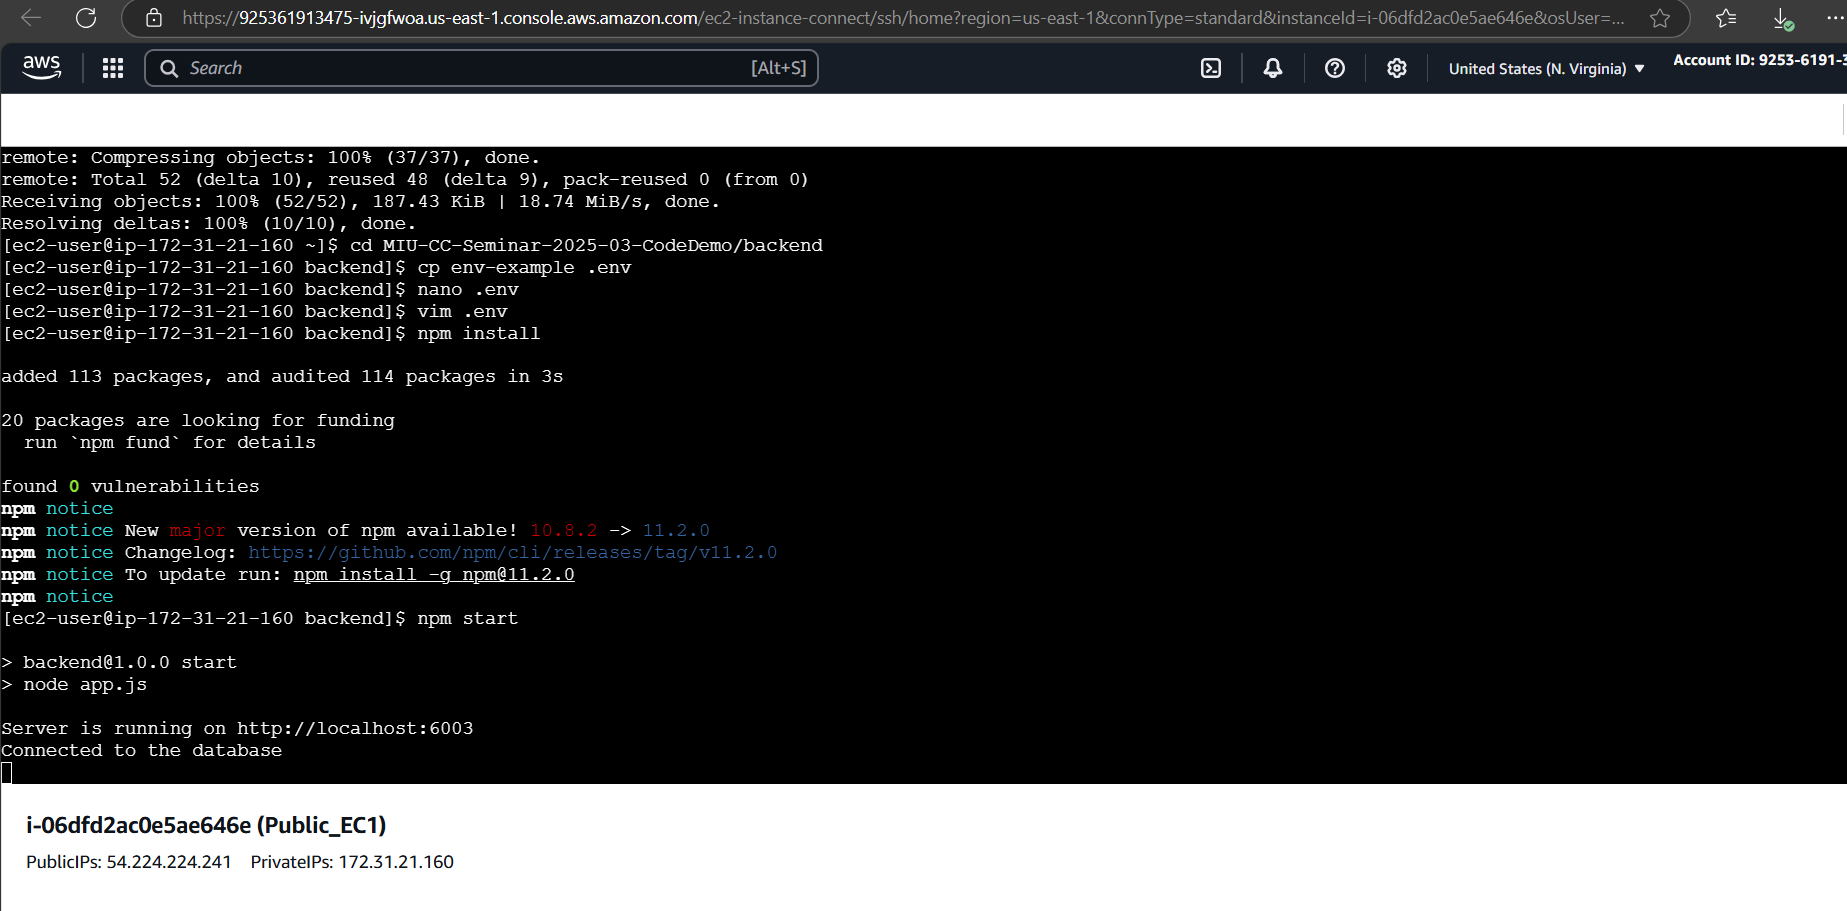 https://925361913475-ivjgfwoa.us-east-1.console.aws.amazon.com/ec2-instance-connect/ssh/home?region=us-east-1&connType=standard&instanceId=i-06dfd2ac0e5ae646e&osUser=...
aws Search [Alt+S] United States (N. Virginia) Account ID: 9253-6191-3
remote: Compressing objects: 100% (37/37), done.
remote: Total 52 (delta 10), reused 48 (delta 9), pack-reused 0 (from 0)
Receiving objects: 100% (52/52), 187.43 KiB | 18.74 MiB/s, done.
Resolving deltas: 100% (10/10), done.
[ec2-user@ip-172-31-21-160 ~]$ cd MIU-CC-Seminar-2025-03-CodeDemo/backend
[ec2-user@ip-172-31-21-160 backend]$ cp env-example .env
[ec2-user@ip-172-31-21-160 backend]$ nano .env
[ec2-user@ip-172-31-21-160 backend]$ vim .env
[ec2-user@ip-172-31-21-160 backend]$ npm install
added 113 packages, and audited 114 packages in 3s
20 packages are looking for funding
run `npm fund` for details
found 0 vulnerabilities
npm notice
npm notice New major version of npm available! 10.8.2 -> 11.2.0
npm notice Changelog: https://github.com/npm/cli/releases/tag/v11.2.0
npm notice To update run: npm install -g npm@11.2.0
npm notice
[ec2-user@ip-172-31-21-160 backend]$ npm start
> backend@1.0.0 start
> node app.js
Server is running on http://localhost:6003
Connected to the database
i-06dfd2ac0e5ae646e (Public_EC1)
PublicIPs: 54.224.224.241 PrivateIPs: 172.31.21.160